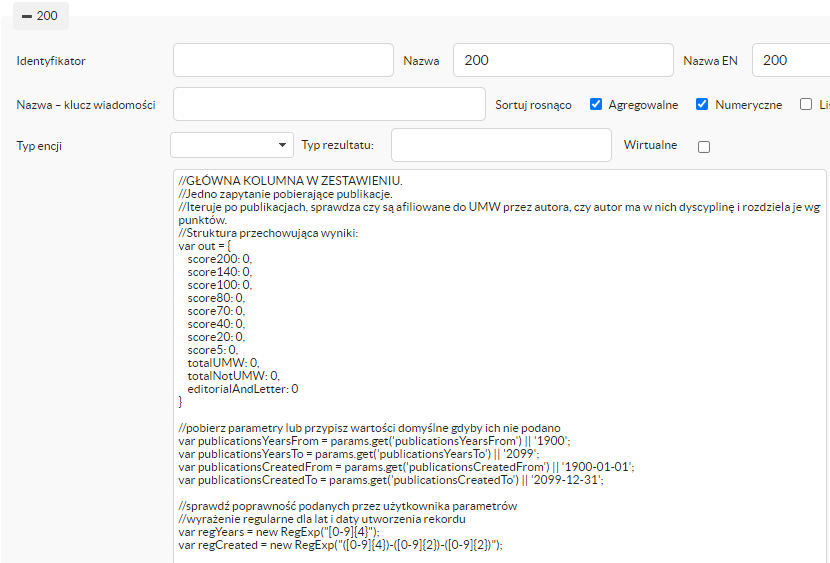 200
Identyfikator Nazwa 200 Nazwa EN 200
Nazwa – klucz wiadomości Sortuj rosnąco Agregowalne Numeryczne Lis
Typ encji Typ rezultatu: Wirtualne
//GŁÓWNA KOLUMNA W ZESTAWIENIU.
//Jedno zapytanie pobierające publikacje.
//Iteruje po publikacjach, sprawdza czy są afiliowane do UMW przez autora, czy autor ma w nich dyscyplinę i rozdziela je wg
punktów.
//Struktura przechowująca wyniki:
var out = {
score200: 0,
score140: 0,
score100: 0,
score80: 0,
score70: 0,
score40: 0,
score20: 0,
score5: 0,
totalUMW: 0,
totalNotUMW: 0,
editorialAndLetter: 0
}
//pobierz parametry lub przypisz wartości domyślne gdyby ich nie podano
var publicationsYearsFrom = params.get('publicationsYearsFrom') || '1900';
var publicationsYearsTo = params.get('publicationsYearsTo') || '2099';
var publicationsCreatedFrom = params.get('publicationsCreatedFrom') || '1900-01-01';
var publicationsCreatedTo = params.get('publicationsCreatedTo') || '2099-12-31';
//sprawdź poprawność podanych przez użytkownika parametrów
//wyrażenie regularne dla lat i daty utworzenia rekordu
var regYears = new RegExp("[0-9]{4}");
var regCreated = new RegExp("([0-9]{4})-([0-9]{2})-([0-9]{2})");